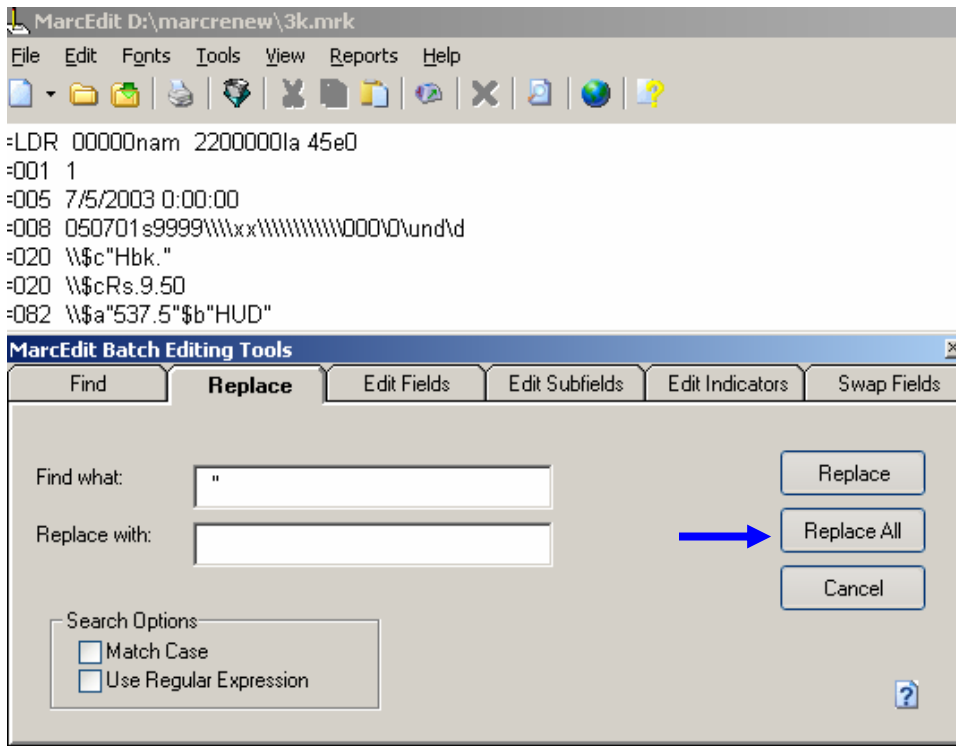 MarcEdit D:\marcrenew\3k.mrk
File Edit Fonts Tools View Reports Help
=LDR 00000nam 2200000Ia 45e0
=001 1
=005 7/5/2003 0:00:00
=008 050701s9999\\\\xx\\\\\\\\\\\\000\0\und\d
=020 \\$c"Hbk."
=020 \\$cRs.9.50
=082 \\$a"537.5"$b"HUD"
MarcEdit Batch Editing Tools
Find Replace Edit Fields Edit Subfields Edit Indicators Swap Fields
Find what: " Replace
Replace with: Replace All
Cancel
Search Options
Match Case
Use Regular Expression